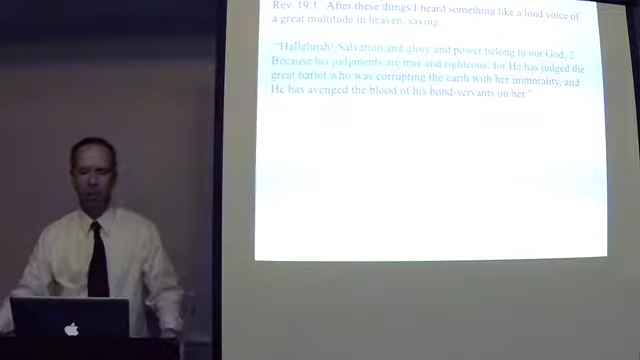 Rev. 19:1 After these things I heard something like a loud voice of
a great multitude in heaven, saying,
"Hallelujah! Salvation and glory and power belong to our God, 2
Because his judgments are true and righteous, for He has judged the
great harlot who was corrupting the earth with her immorality, and
He has avenged the blood of his bond-servants on her."